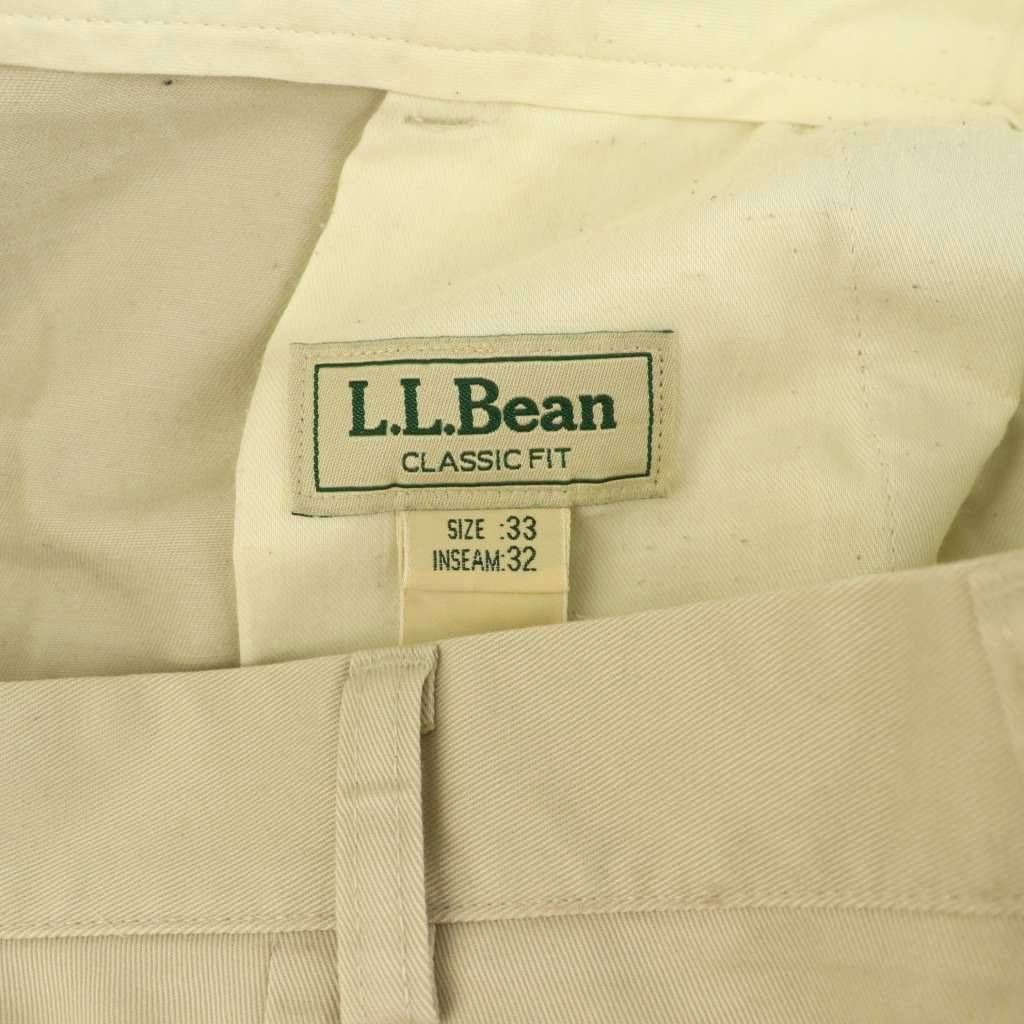 L.L.Bean
CLASSIC FIT
SIZE :33
INSEAM:32